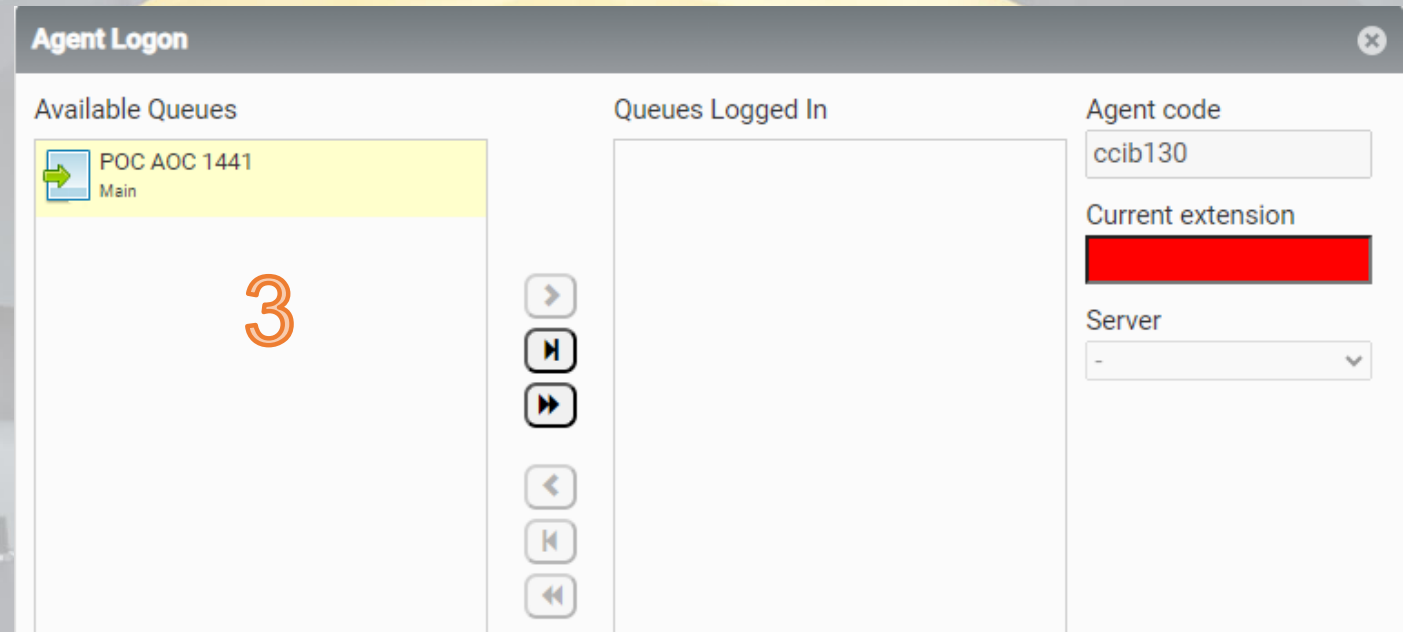 Agent Logon
Available Queues
POC AOC 1441
Main
3
Queues Logged In
Agent code
ccib130
Current extension
Server
-